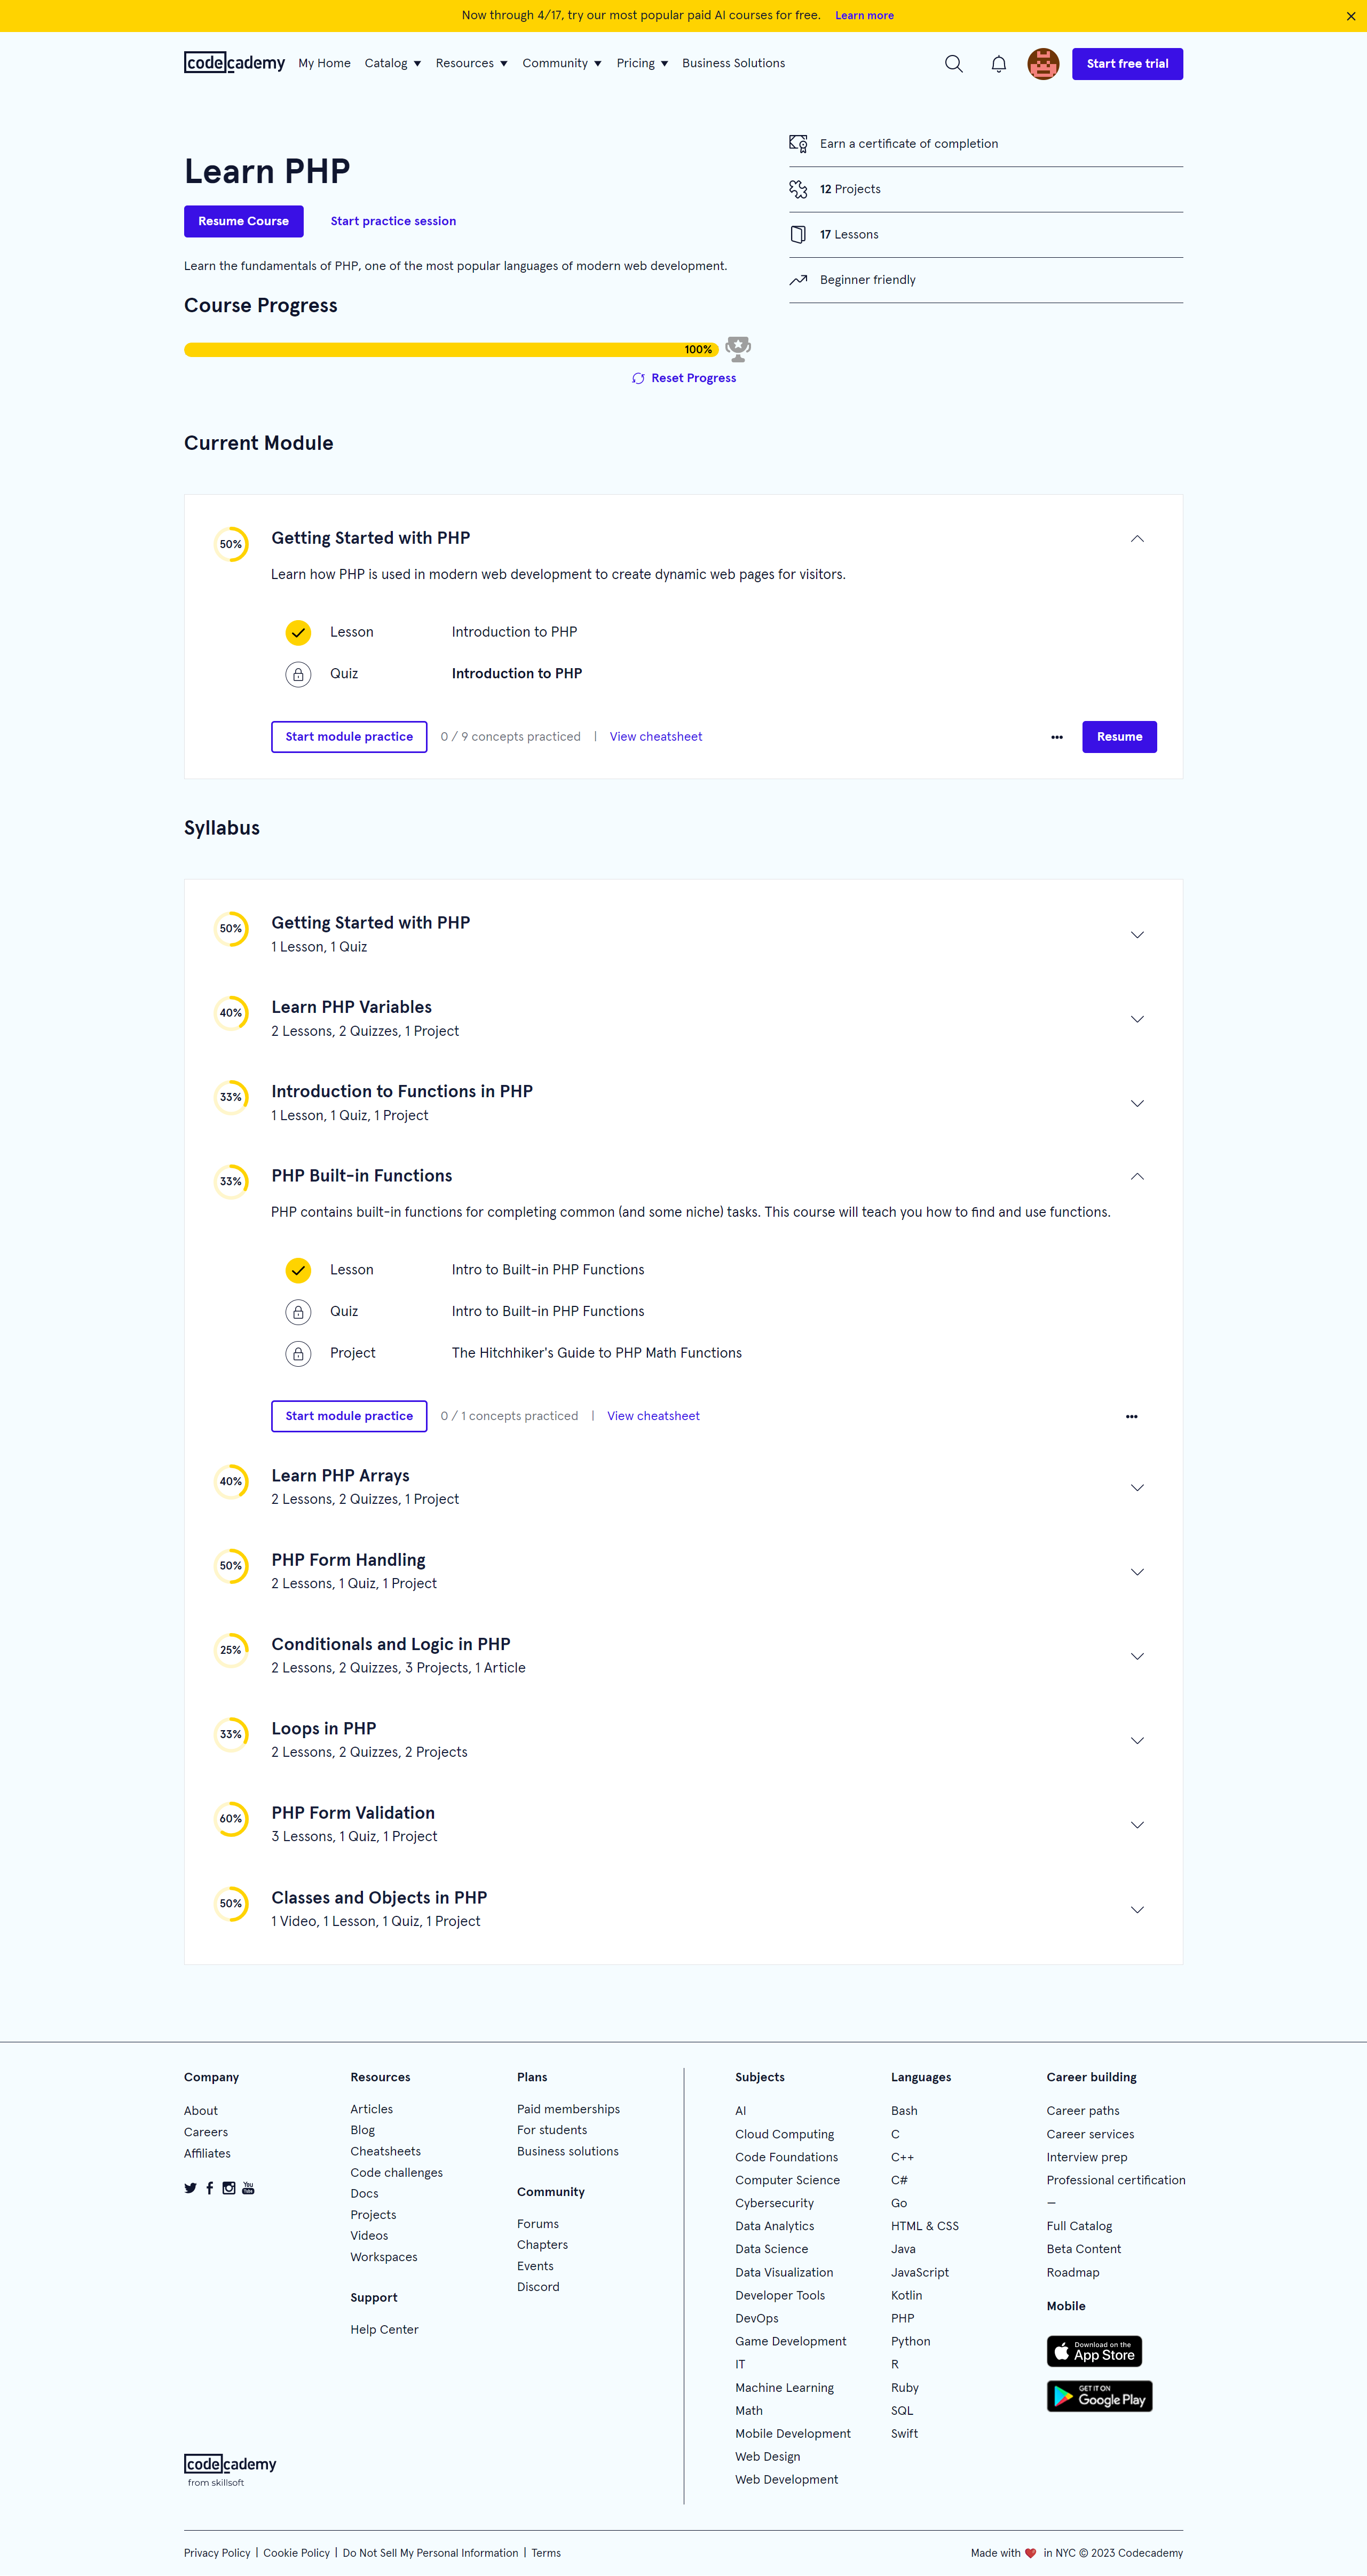 Now through 4/17, try our most popular paid AI courses for free. Learn more
codecademy My Home Catalog Resources Community Pricing Business Solutions Start free trial
Learn PHP
Resume Course Start practice session
Learn the fundamentals of PHP, one of the most popular languages of modern web development.
Course Progress
100%
Reset Progress
Earn a certificate of completion
12 Projects
17 Lessons
Beginner friendly
Current Module
50% Getting Started with PHP
Learn how PHP is used in modern web development to create dynamic web pages for visitors.
Lesson Introduction to PHP
Quiz Introduction to PHP
Start module practice 0 / 9 concepts practiced | View cheatsheet ••• Resume
Syllabus
50% Getting Started with PHP
1 Lesson, 1 Quiz
40% Learn PHP Variables
2 Lessons, 2 Quizzes, 1 Project
33% Introduction to Functions in PHP
1 Lesson, 1 Quiz, 1 Project
33% PHP Built-in Functions
PHP contains built-in functions for completing common (and some niche) tasks. This course will teach you how to find and use functions.
Lesson Intro to Built-in PHP Functions
Quiz Intro to Built-in PHP Functions
Project The Hitchhiker's Guide to PHP Math Functions
Start module practice 0 / 1 concepts practiced | View cheatsheet •••
40% Learn PHP Arrays
2 Lessons, 2 Quizzes, 1 Project
50% PHP Form Handling
2 Lessons, 1 Quiz, 1 Project
25% Conditionals and Logic in PHP
2 Lessons, 2 Quizzes, 3 Projects, 1 Article
33% Loops in PHP
2 Lessons, 2 Quizzes, 2 Projects
60% PHP Form Validation
3 Lessons, 1 Quiz, 1 Project
50% Classes and Objects in PHP
1 Video, 1 Lesson, 1 Quiz, 1 Project
Company
About
Careers
Affiliates
You Tube
Resources
Articles
Blog
Cheatsheets
Code challenges
Docs
Projects
Videos
Workspaces
Support
Help Center
Plans
Paid memberships
For students
Business solutions
Community
Forums
Chapters
Events
Discord
codecademy
from skillsoft
Subjects
AI
Cloud Computing
Code Foundations
Computer Science
Cybersecurity
Data Analytics
Data Science
Data Visualization
Developer Tools
DevOps
Game Development
IT
Machine Learning
Math
Mobile Development
Web Design
Web Development
Languages
Bash
C
C++
C#
Go
HTML & CSS
Java
JavaScript
Kotlin
PHP
Python
R
Ruby
SQL
Swift
Career building
Career paths
Career services
Interview prep
Professional certification
—
Full Catalog
Beta Content
Roadmap
Mobile
Download on the
App Store
GET IT ON
Google Play
Privacy Policy | Cookie Policy | Do Not Sell My Personal Information | Terms
Made with ❤ in NYC © 2023 Codecademy